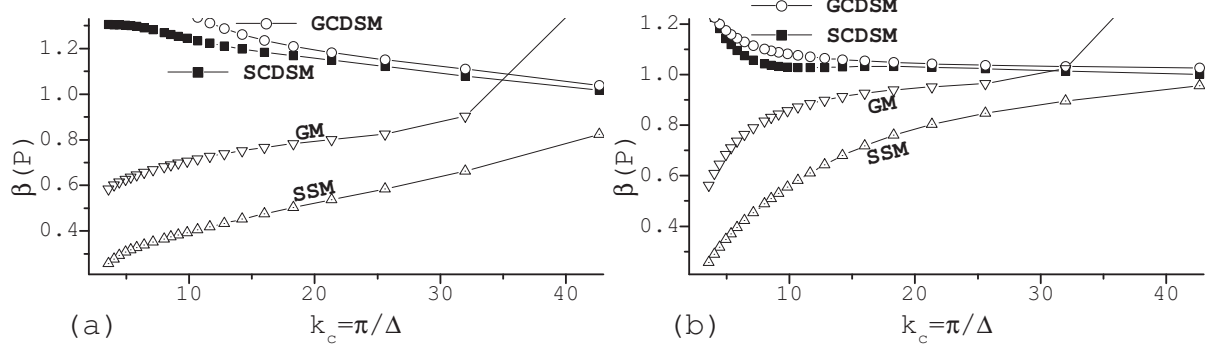 GCDSM
SCDSM
GM
SSM
β(P)
1.2
1.0
0.8
0.6
0.4
10
20
30
40
(a)
k_c=π/Δ
GCDSM
SCDSM
GM
SSM
β(P)
1.2
1.0
0.8
0.6
0.4
10
20
30
40
(b)
k_c=π/Δ